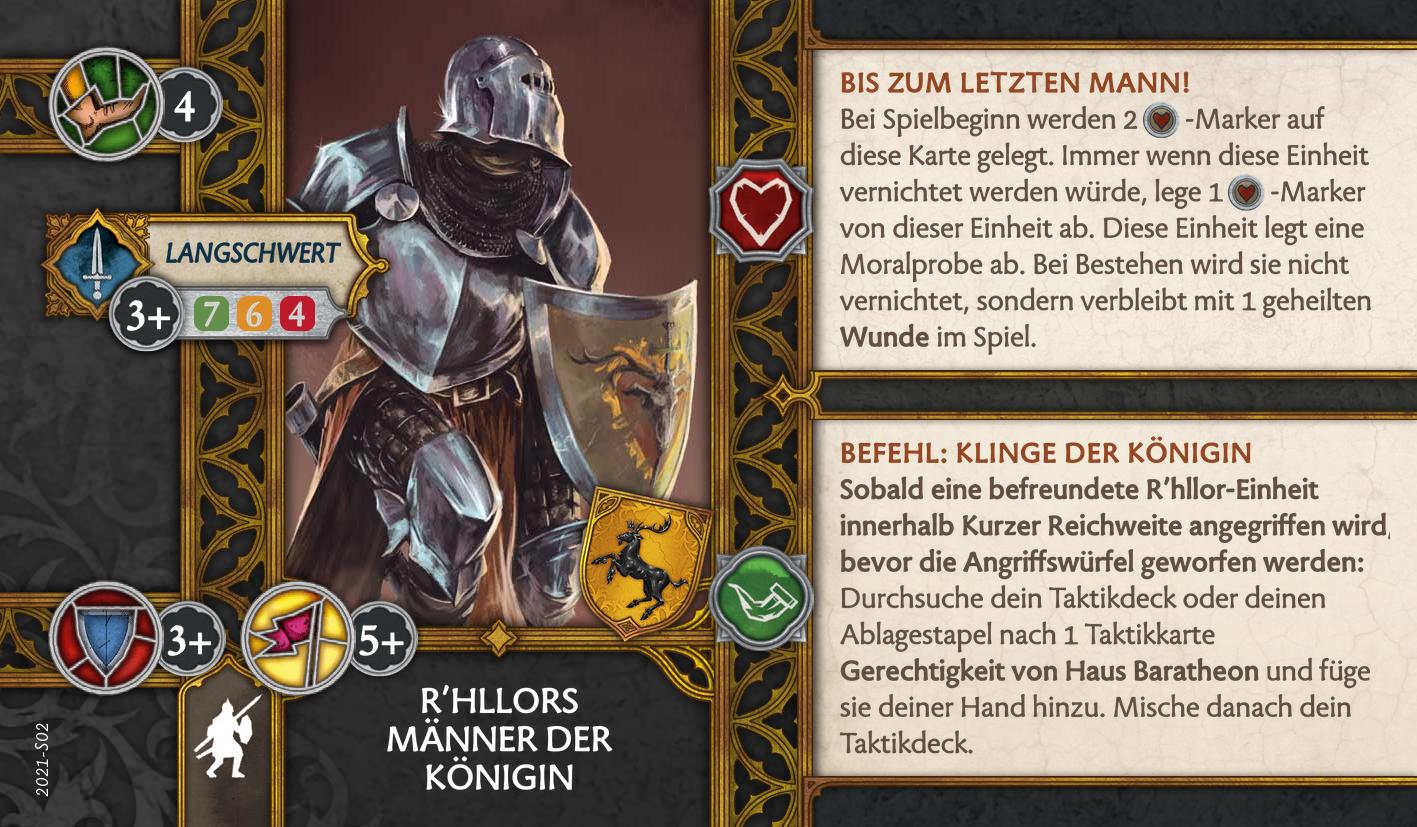 4
LANGSCHWERT
3+ 7 6 4
3+ 5+
R'HLLORS
MÄNNER DER
KÖNIGIN
2021-S02
BIS ZUM LETZTEN MANN!
Bei Spielbeginn werden 2 -Marker auf
diese Karte gelegt. Immer wenn diese Einheit
vernichtet werden würde, lege 1 -Marker
von dieser Einheit ab. Diese Einheit legt eine
Moralprobe ab. Bei Bestehen wird sie nicht
vernichtet, sondern verbleibt mit 1 geheilten
Wunde im Spiel.
BEFEHL: KLINGE DER KÖNIGIN
Sobald eine befreundete R'hllor-Einheit
innerhalb Kurzer Reichweite angegriffen wird,
bevor die Angriffswürfel geworfen werden:
Durchsuche dein Taktikdeck oder deinen
Ablagestapel nach 1 Taktikkarte
Gerechtigkeit von Haus Baratheon und füge
sie deiner Hand hinzu. Mische danach dein
Taktikdeck.